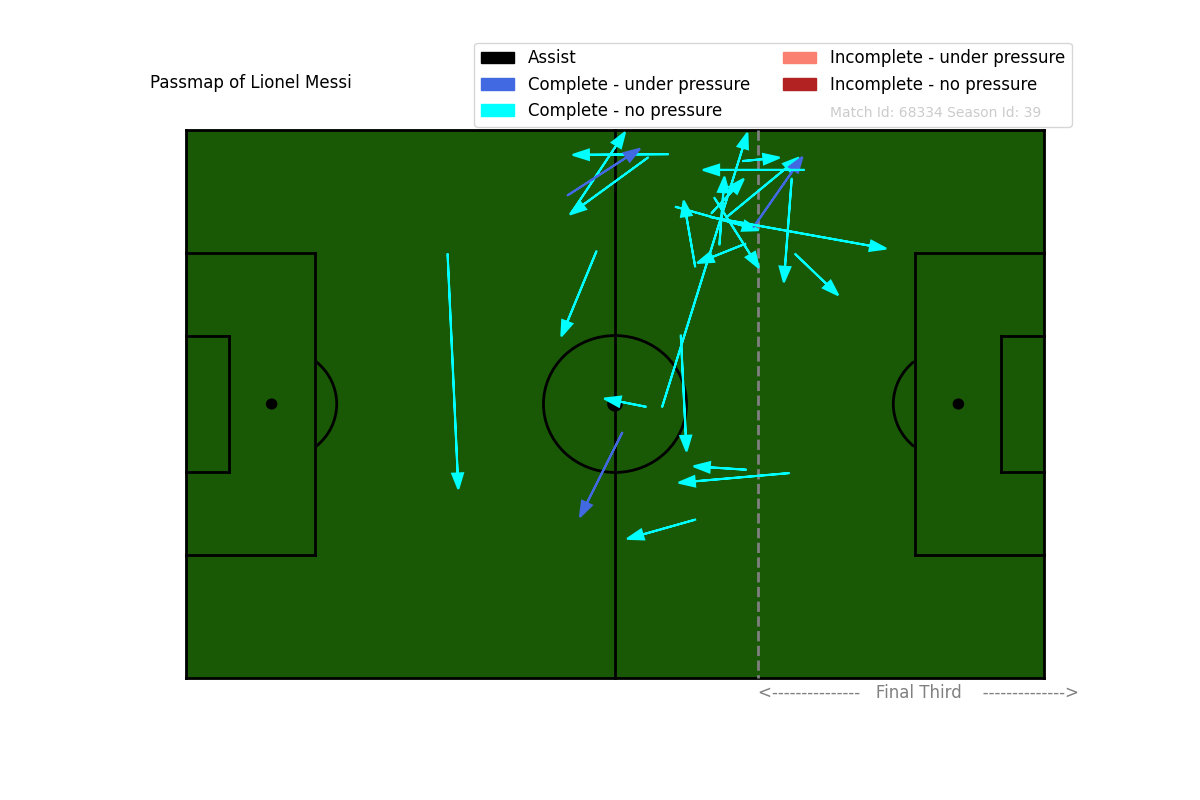 Passmap of Lionel Messi
Assist
Complete - under pressure
Complete - no pressure
Incomplete - under pressure
Incomplete - no pressure
Match Id: 68334 Season Id: 39
<--------------- Final Third -------------->